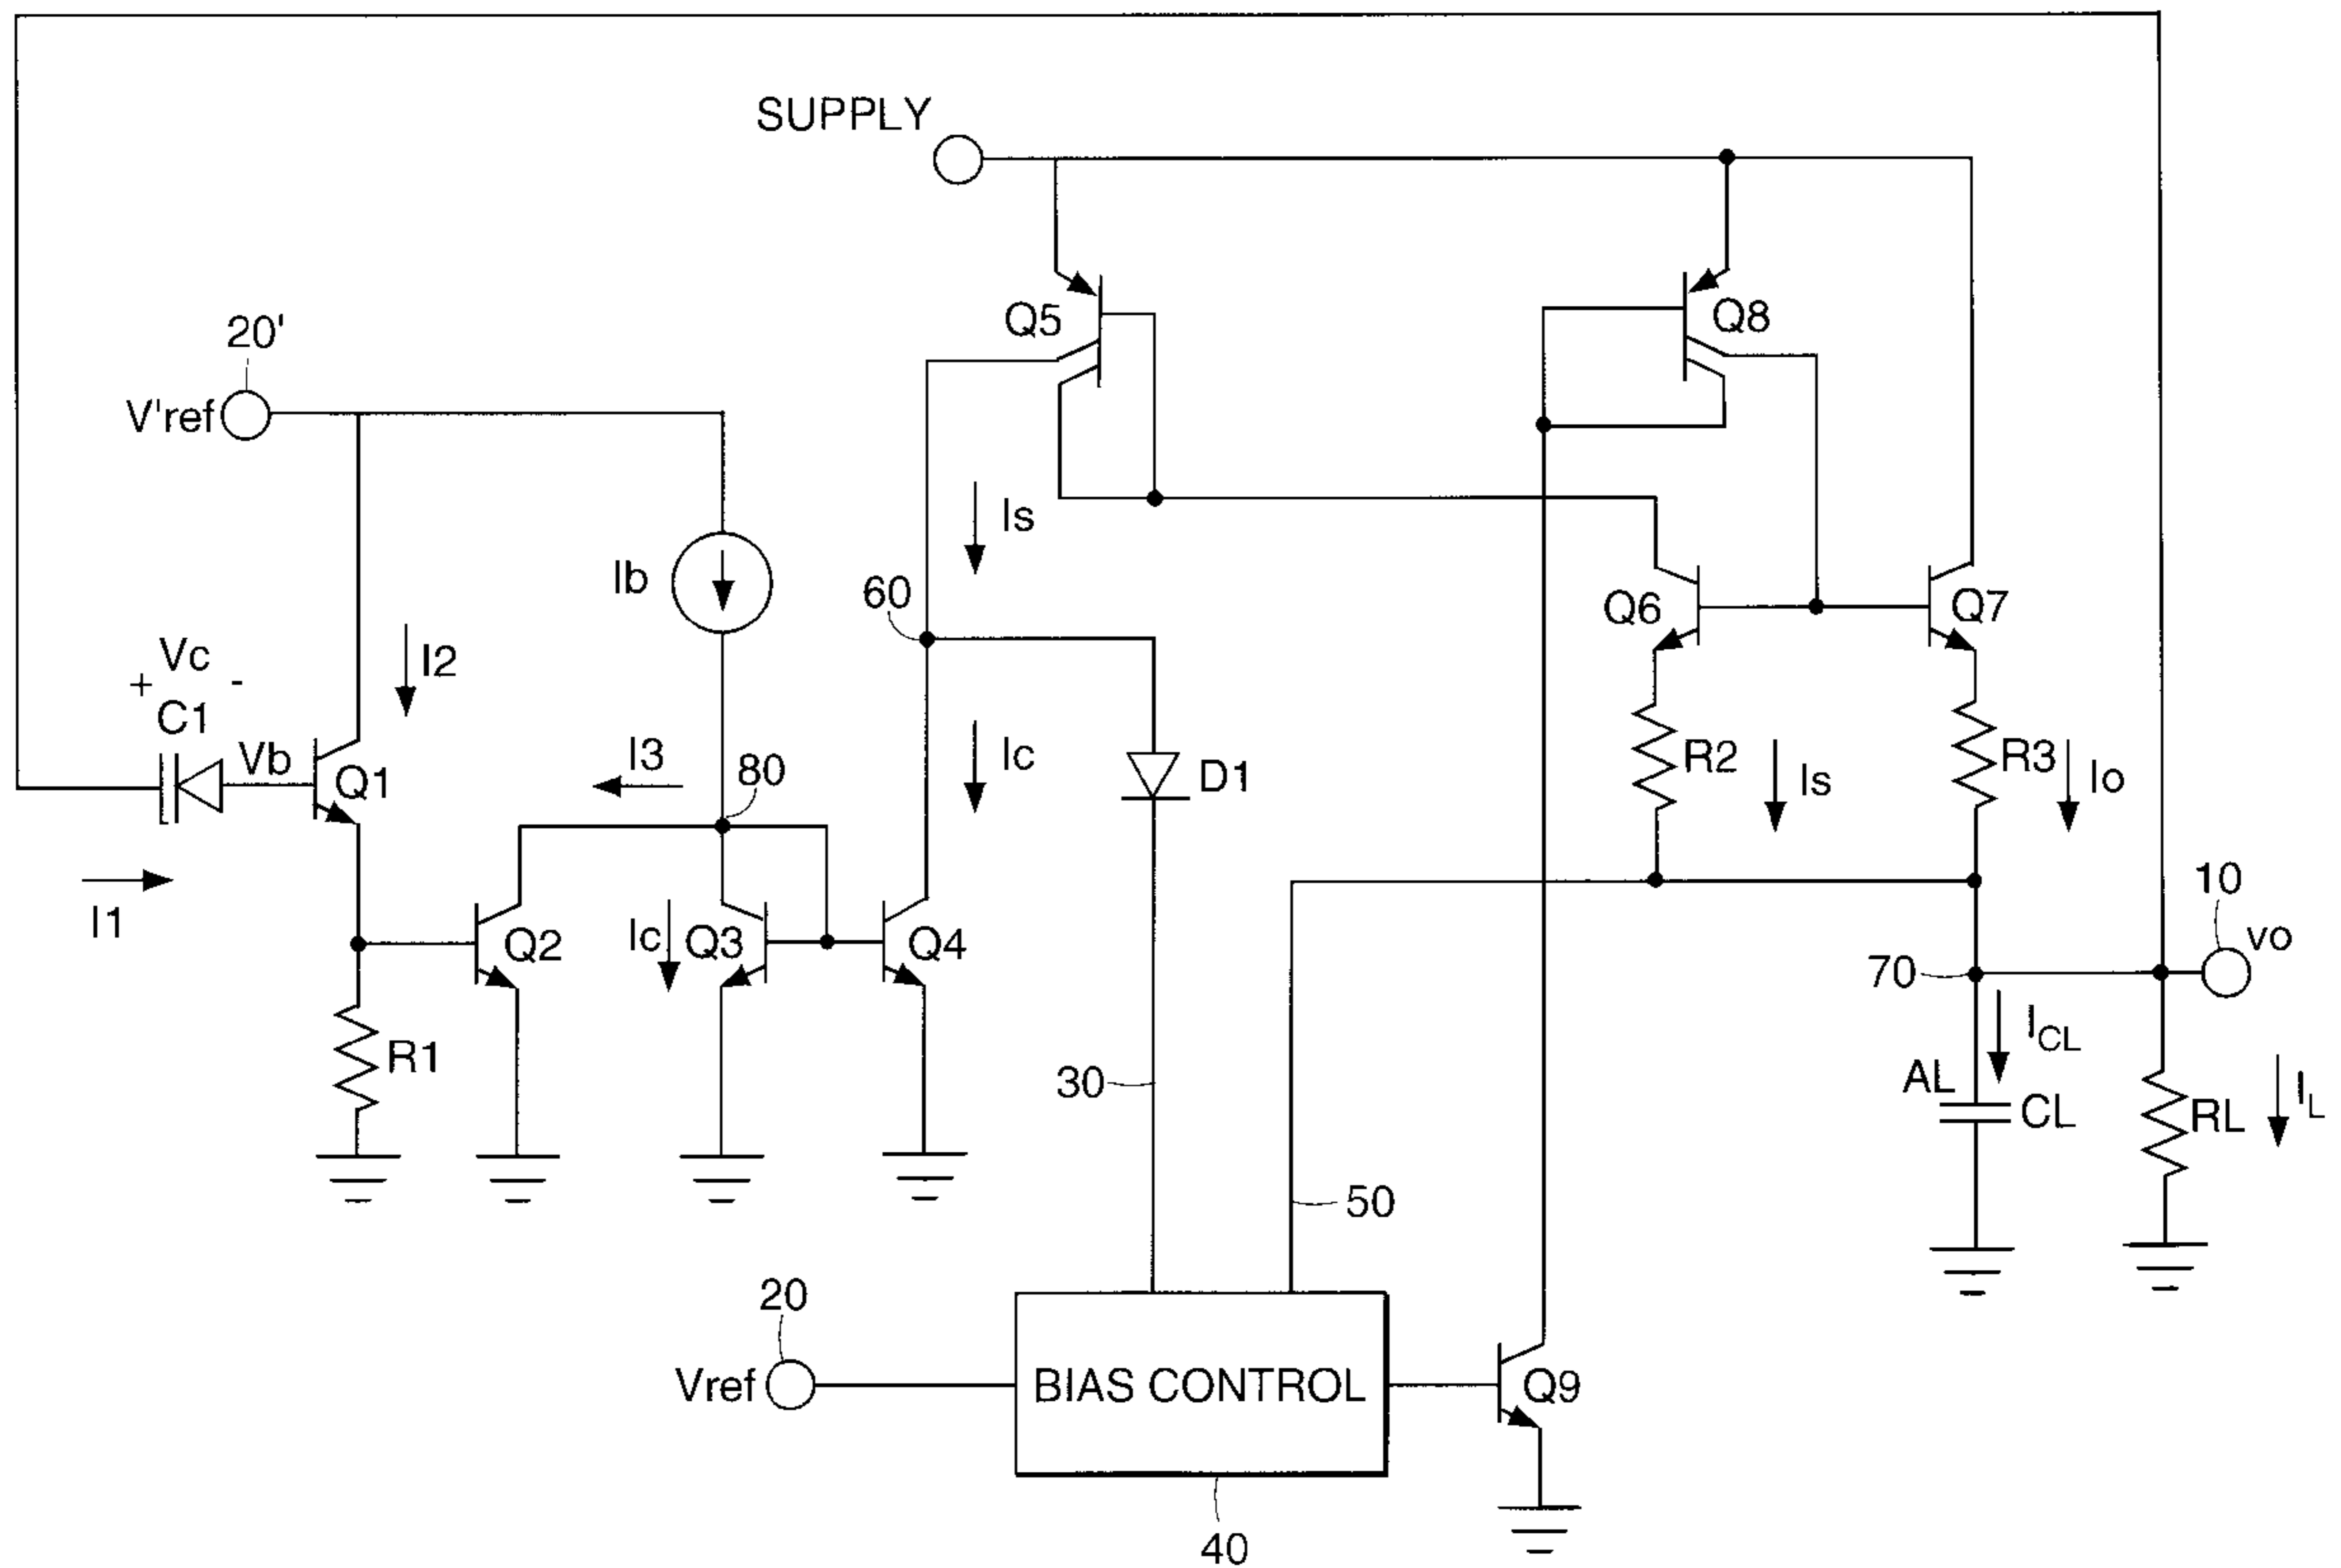 SUPPLY
Q5
Q8
20'
V'ref
Is
Ib
60
Q6
Q7
Vc
+ -
C1
I2
Vb
Q1
I3
80
Ic
D1
R2
Is
R3
Io
I1
10
vo
Q2
Ic
Q3
Q4
70
ICL
R1
30
AL
CL
RL
IL
50
20
Vref
BIAS CONTROL
Q9
40